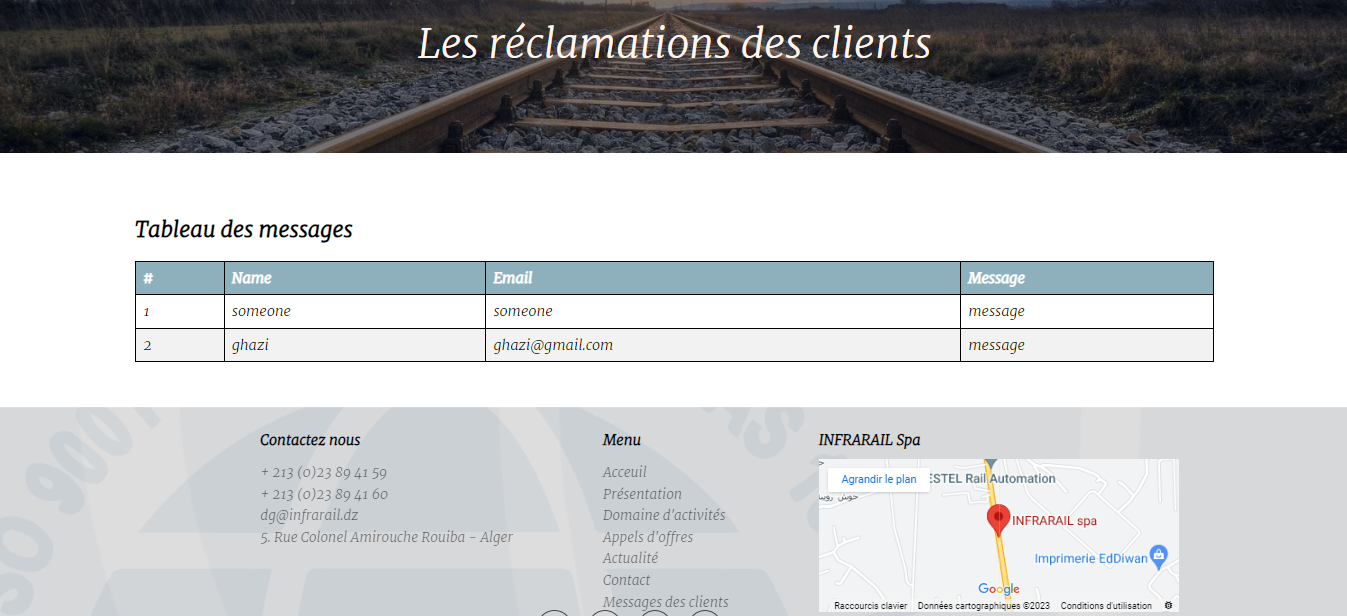 Les réclamations des clients
Tableau des messages
# Name Email Message
1 someone someone message
2 ghazi ghazi@gmail.com message
Contactez nous
+ 213 (0)23 89 41 59
+ 213 (0)23 89 41 60
dg@infrarail.dz
5. Rue Colonel Amirouche Rouiba - Alger
Menu
Acceuil
Présentation
Domaine d'activités
Appels d'offres
Actualité
Contact
Messages des clients
INFRARAIL Spa
Agrandir le plan
ESTEL Rail Automation
حوش رويبة
INFRARAIL spa
Imprimerie EdDiwan
Google
Raccourcis clavier Données cartographiques ©2023 Conditions d'utilisation
ISO 9001